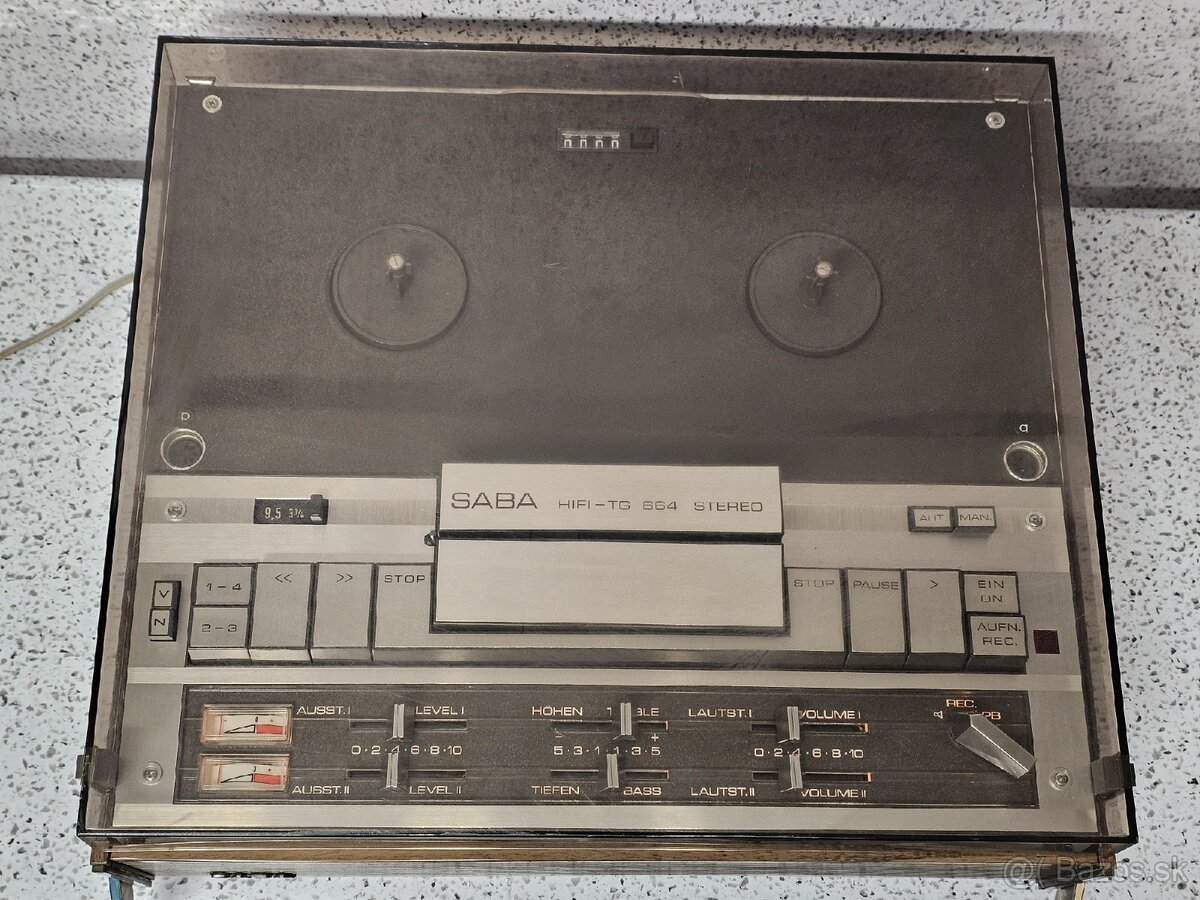 0000
p
q
SABA HIFI-TG 664 STEREO
9,5 3¾
AUT. MAN.
V
N
1-4
2-3
<<
>>
STOP
STOP
PAUSE
>
EIN
ON
AUFN.
REC.
AUSST. I LEVEL I
0·2·4·6·8·10
AUSST. II LEVEL II
HÖHEN
+
5·3·1·1·3·5
TIEFEN BASS
LAUTST. I VOLUME I
0·2·4·6·8·10
LAUTST. II VOLUME II
REC.
PB
Bazos.sk